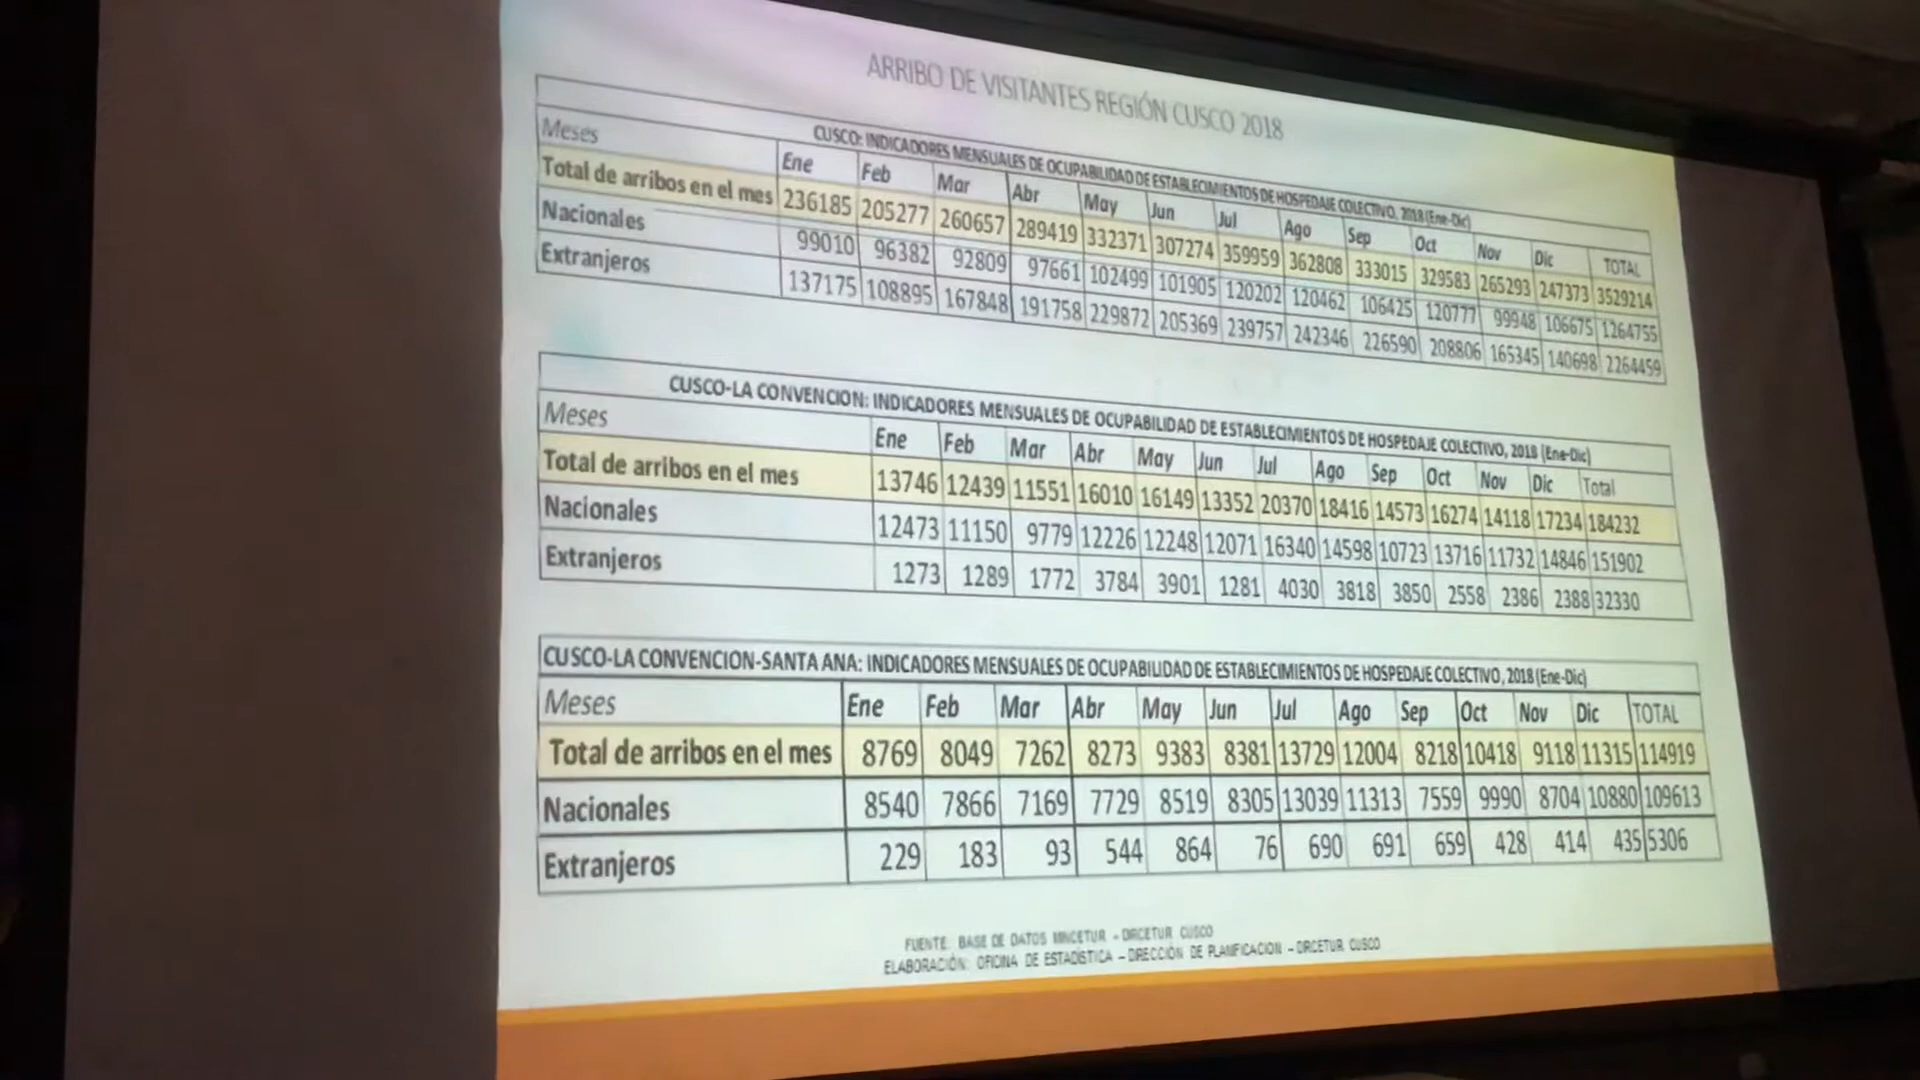 ARRIBO DE VISITANTES REGIÓN CUSCO 2018
CUSCO: INDICADORES MENSUALES DE OCUPABILIDAD DE ESTABLECIMIENTOS DE HOSPEDAJE COLECTIVO, 2018 (Ene-Dic)
Meses Ene Feb Mar Abr May Jun Jul Ago Sep Oct Nov Dic TOTAL
Total de arribos en el mes 236185 205277 260657 289419 332371 307274 359959 362808 333015 329583 265293 247373 3529214
Nacionales 99010 96382 92809 97661 102499 101905 120202 120462 106425 120777 99948 106675 1264755
Extranjeros 137175 108895 167848 191758 229872 205369 239757 242346 226590 208806 165345 140698 2264459
CUSCO-LA CONVENCION: INDICADORES MENSUALES DE OCUPABILIDAD DE ESTABLECIMIENTOS DE HOSPEDAJE COLECTIVO, 2018 (Ene-Dic)
Meses Ene Feb Mar Abr May Jun Jul Ago Sep Oct Nov Dic Total
Total de arribos en el mes 13746 12439 11551 16010 16149 13352 20370 18416 14573 16274 14118 17234 184232
Nacionales 12473 11150 9779 12226 12248 12071 16340 14598 10723 13716 11732 14846 151902
Extranjeros 1273 1289 1772 3784 3901 1281 4030 3818 3850 2558 2386 2388 32330
CUSCO-LA CONVENCION-SANTA ANA: INDICADORES MENSUALES DE OCUPABILIDAD DE ESTABLECIMIENTOS DE HOSPEDAJE COLECTIVO, 2018 (Ene-Dic)
Meses Ene Feb Mar Abr May Jun Jul Ago Sep Oct Nov Dic TOTAL
Total de arribos en el mes 8769 8049 7262 8273 9383 8381 13729 12004 8218 10418 9118 11315 114919
Nacionales 8540 7866 7169 7729 8519 8305 13039 11313 7559 9990 8704 10880 109613
Extranjeros 229 183 93 544 864 76 690 691 659 428 414 435 5306
FUENTE: BASE DE DATOS MINCETUR - DIRCETUR CUSCO
ELABORACIÓN: OFICINA DE ESTADÍSTICA - DIRECCIÓN DE PLANIFICACION - DIRCETUR CUSCO